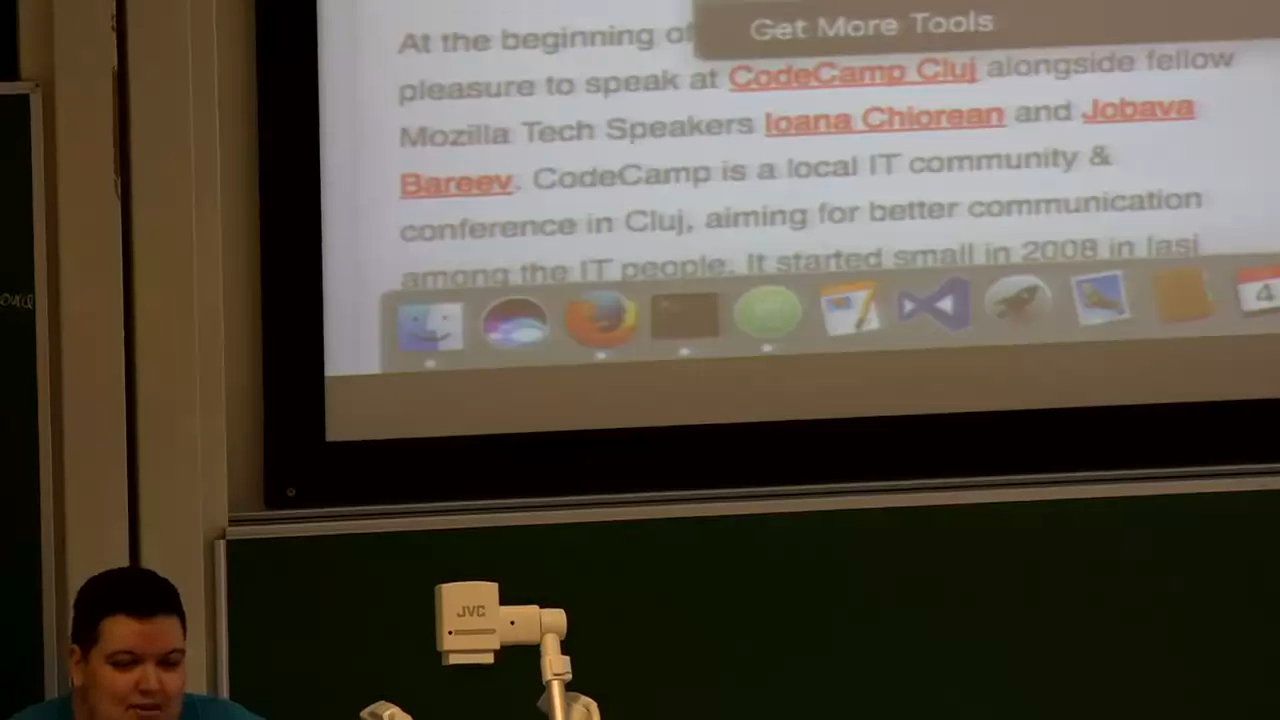 At the beginning of
Get More Tools
pleasure to speak at CodeCamp Cluj alongside fellow
Mozilla Tech Speakers Ioana Chiorean and Jobava
Bareev. CodeCamp is a local IT community &
conference in Cluj, aiming for better communication
among the IT people. It started small in 2008 in Iasi
4
JVC